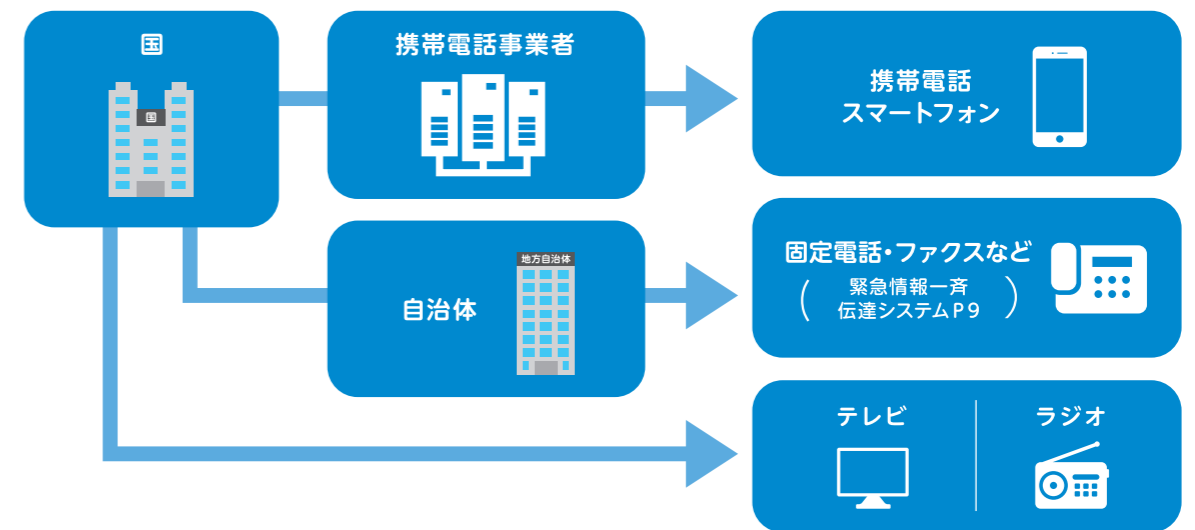 国
国
携帯電話事業者
携帯電話
スマートフォン
自治体
地方自治体
固定電話・ファクスなど
(緊急情報一斉
伝達システムP9)
テレビ
ラジオ